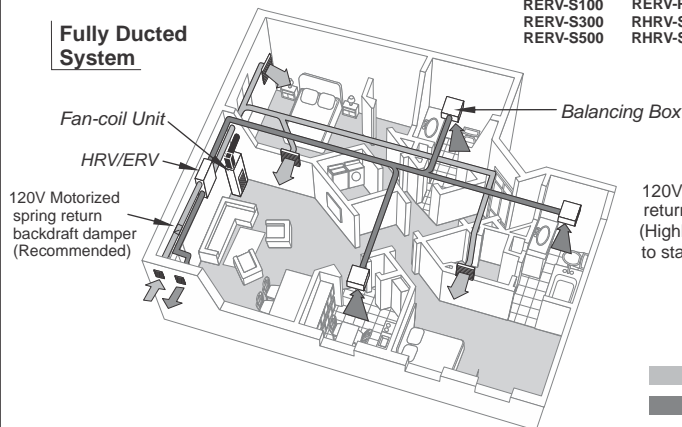 RERV-S100
RERV-S300
RHRV-S
RERV-S500
RHRV-S
Fully Ducted
System
Fan-coil Unit
Balancing Box
HRV/ERV
120V Motorized
spring return
backdraft damper
(Recommended)
120V
return
to sta